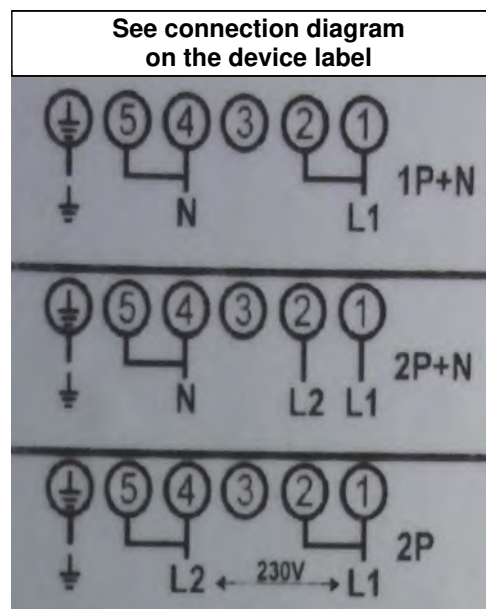 See connection diagram
on the device label
5 4 3 2 1
1P+N
N L1
5 4 3 2 1
2P+N
N L2 L1
5 4 3 2 1
2P
L2 230V L1